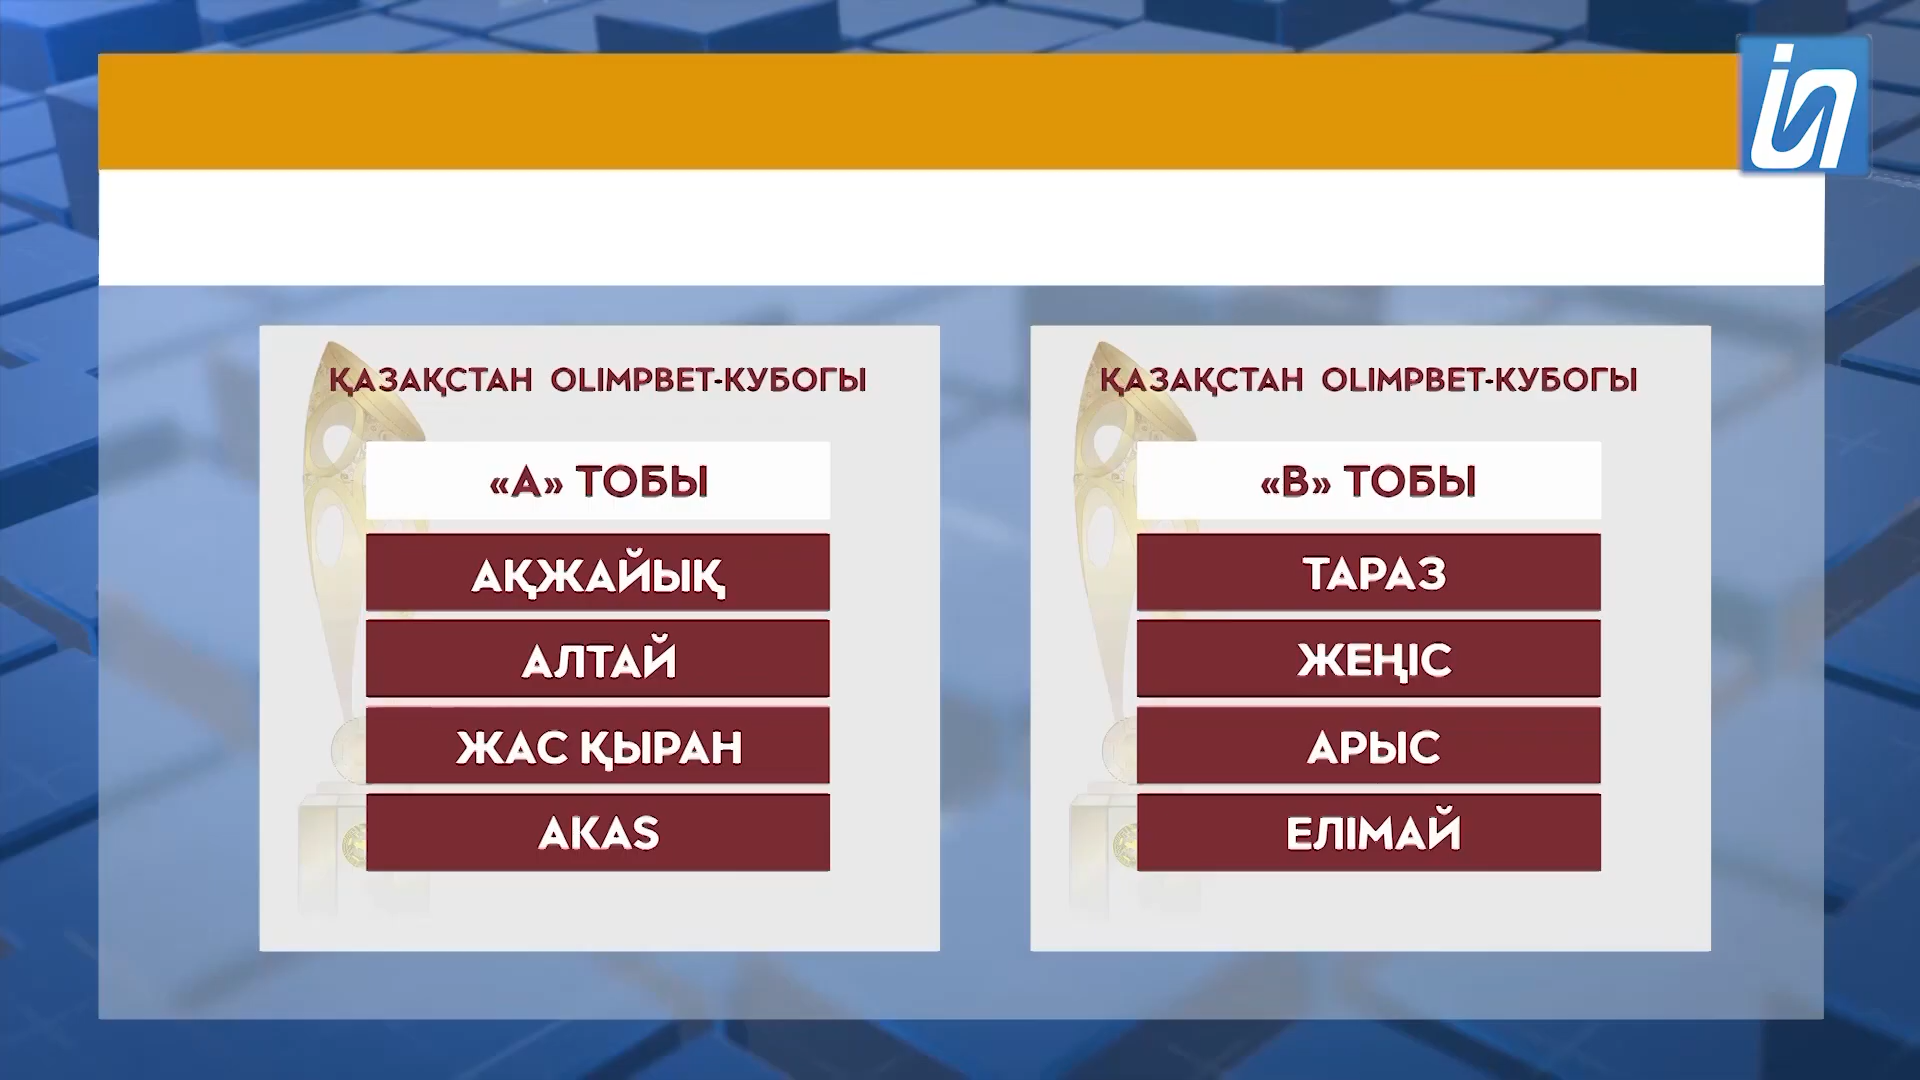 ҚАЗАҚСТАН OLIMPBET-КУБОГЫ
«А» ТОБЫ
АҚЖАЙЫҚ
АЛТАЙ
ЖАС ҚЫРАН
AKAS
ҚАЗАҚСТАН OLIMPBET-КУБОГЫ
«В» ТОБЫ
ТАРАЗ
ЖЕҢІС
АРЫС
ЕЛІМАЙ